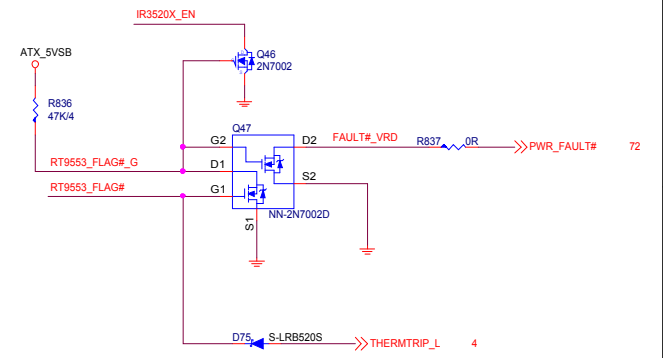 IR3520X_EN
ATX_5VSB
Q46
2N7002
R836
47K/4
Q47
G2
D2
FAULT#_VRD
R837
0R
PWR_FAULT#
72
RT9553_FLAG#_G
D1
S2
RT9553_FLAG#
G1
NN-2N7002D
S1
D75
S-LRB520S
THERMTRIP_L
4